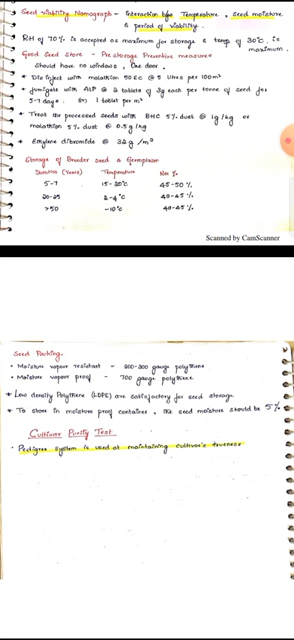 * Seed Viability Nomograph - Interaction b/w Temperature, Seed moisture
& period of viability.
* RH of 70% is accepted as maximum for storage & temp of 30°C is
maximum.
Good Seed Store - Pre storage Preventive measures
Should have no windows, One door.
* Disinfect with malathion 50 EC @ 5 litres per 100m²
* fumigate with AlP @ 2 tablets of 3g each per tonne of seed for
5-7 days. 1 tablet per m²
* Treat the processed seeds with BHC 5% dust @ 1g/kg or
malathion 5% dust @ 0.5g/kg
* Ethylene dibromide @ 32g/m³
Storage of Breeder seed & Germplasm
Duration (Years) Temperature %
5-7 15-20°C 45-50%
20-25 2-4°C 40-45%
>50 -10°C 40-45%
Scanned by CamScanner
Seed Packing.
• Moisture vapour resistant - 200-300 gauge polythene
• Moisture vapour proof - 700 gauge polythene
* Low density Polythene (LDPE) are satisfactory for seed storage
* To store in moisture proof container, the seed moisture should be 5%
Cultivar Purity Test
• Pedigree system is used at maintaining cultivar's trueness